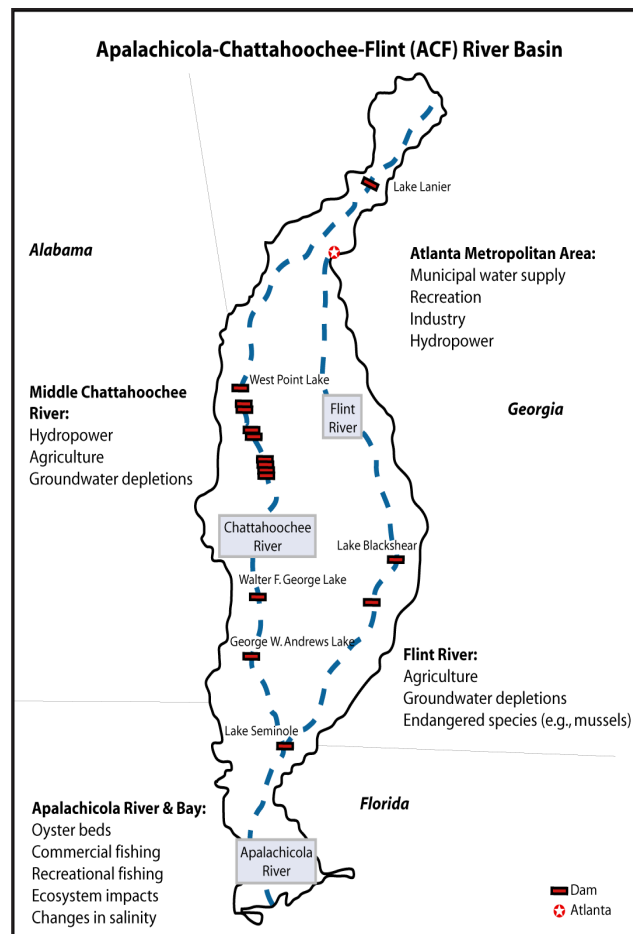 Apalachicola-Chattahoochee-Flint (ACF) River Basin
Lake Lanier
Alabama
Atlanta Metropolitan Area:
Municipal water supply
Recreation
Industry
Hydropower
West Point Lake
Middle Chattahoochee
River:
Hydropower
Agriculture
Groundwater depletions
Flint
River
Georgia
Chattahoochee
River
Lake Blackshear
Walter F. George Lake
George W. Andrews Lake
Flint River:
Agriculture
Groundwater depletions
Endangered species (e.g., mussels)
Lake Seminole
Florida
Apalachicola River & Bay:
Oyster beds
Commercial fishing
Recreational fishing
Ecosystem impacts
Changes in salinity
Apalachicola
River
Dam
Atlanta